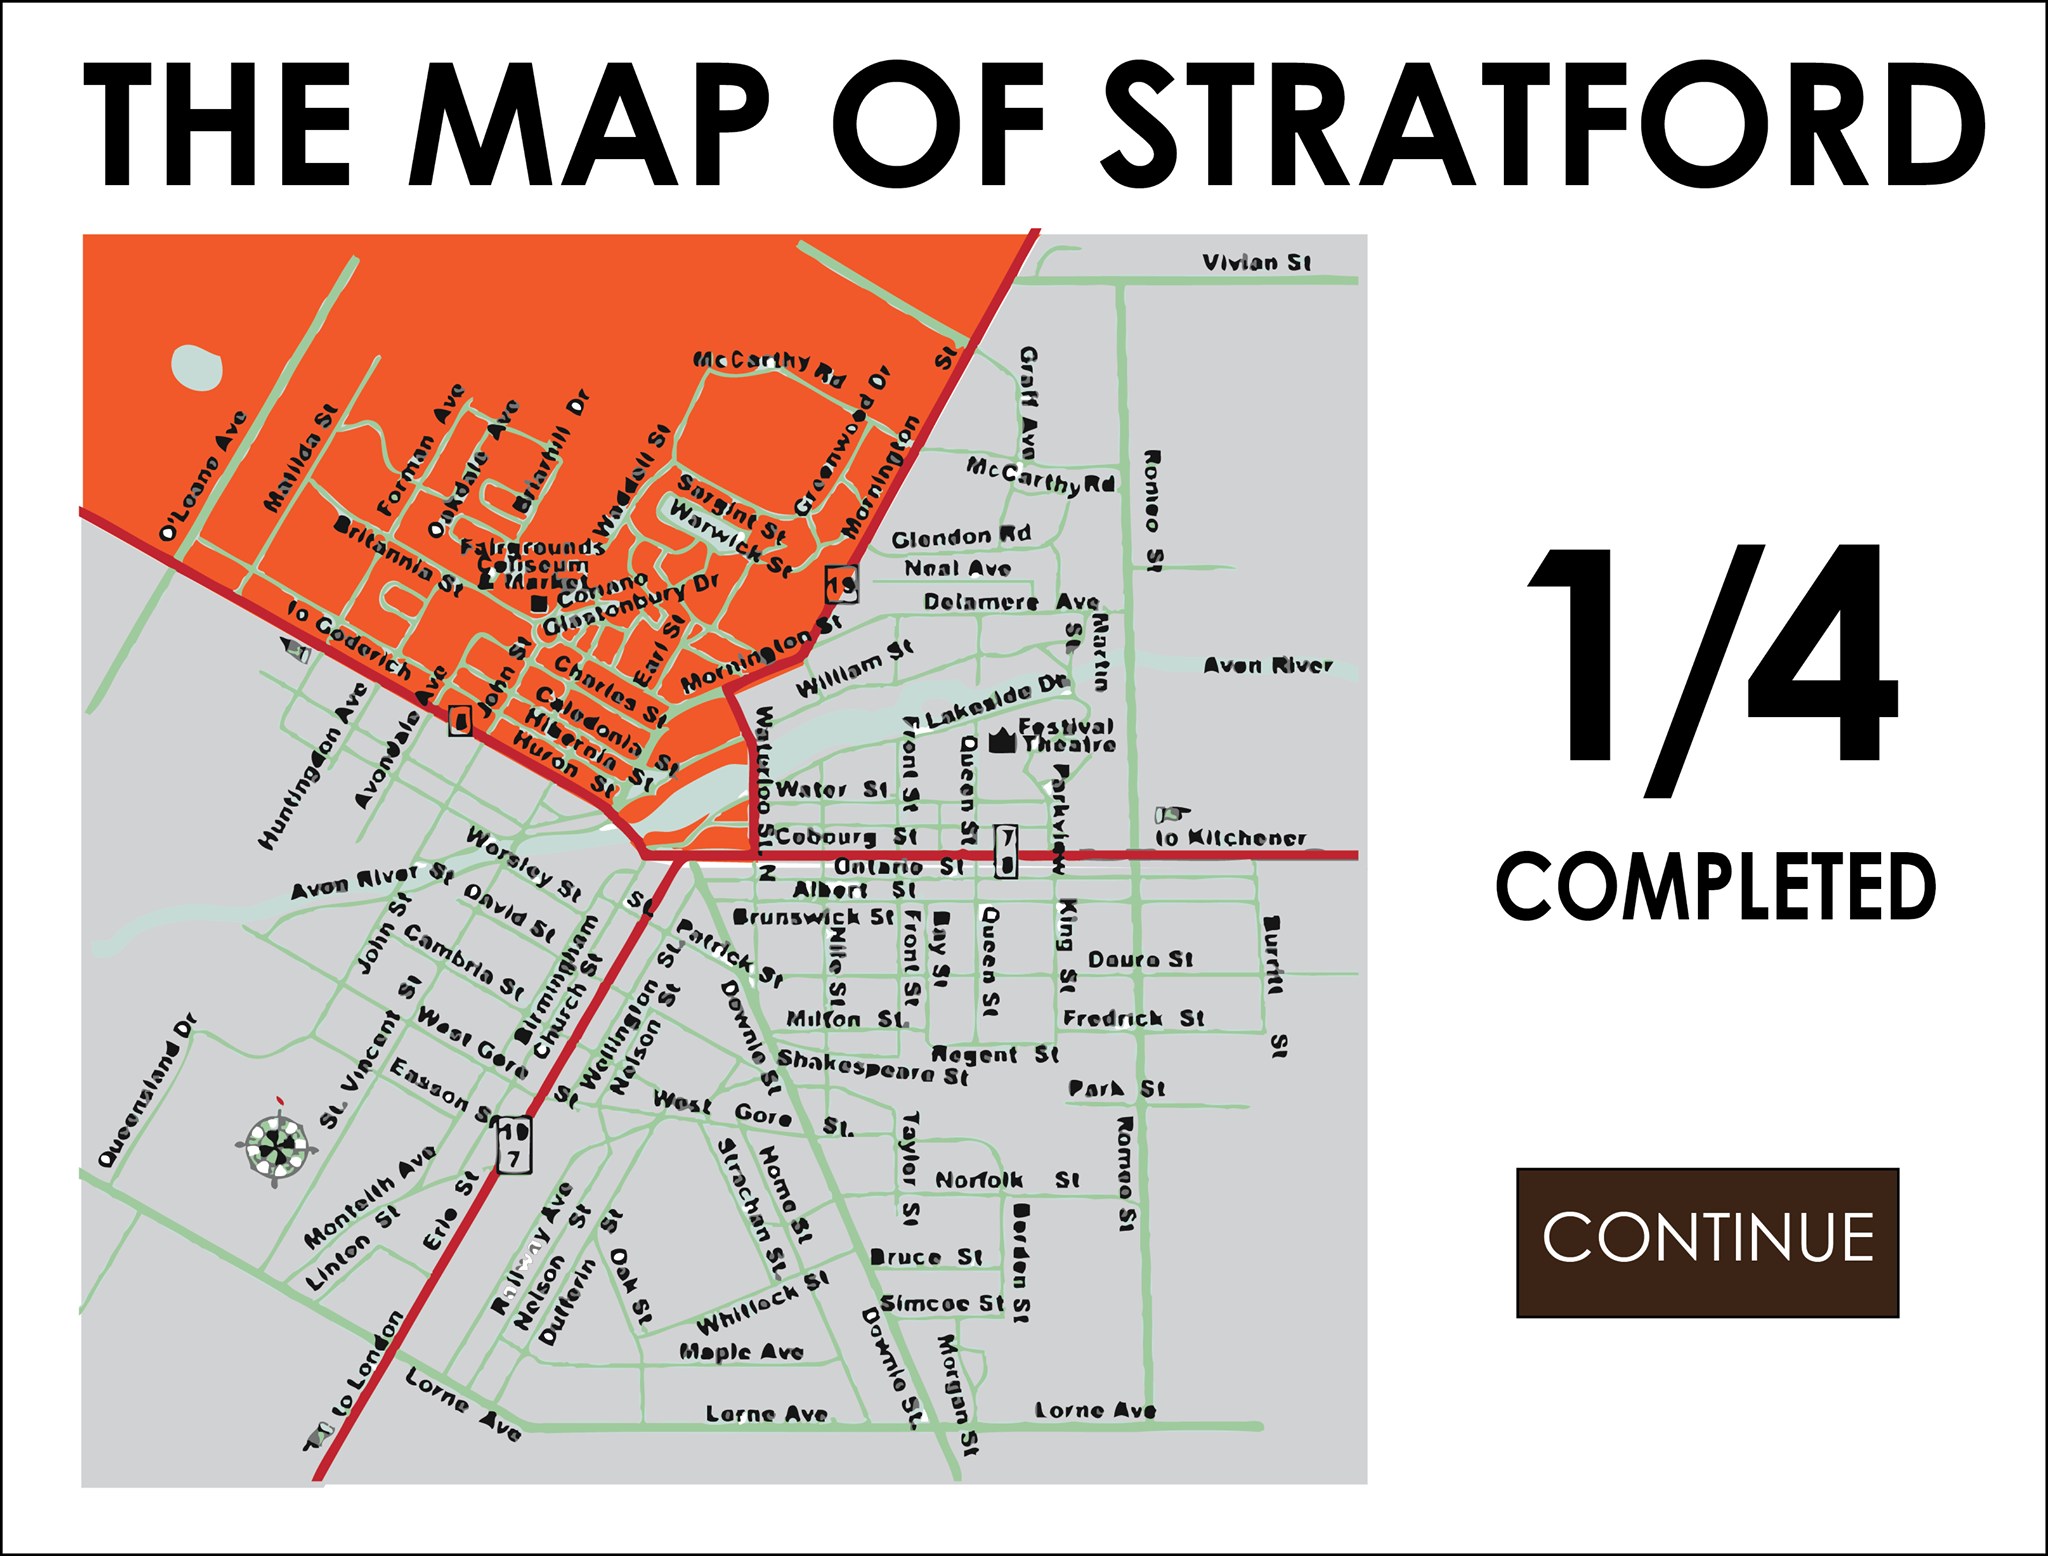 THE MAP OF STRATFORD
Vivian St
McCarthy Rd
St
Graff Ave
Greenwood Dr
Forman Ave
Oakdale Ave
Briarhill Dr
O'Loane Ave
Matilda St
Waddell St
Mornington
McCarthy Rd
Romeo St
Sargint St
Warwick St
Britannia St
Glendon Rd
Fairgrounds
Coliseum
& Market
Neal Ave
19
Glastonbury Dr
Delamere Ave
Martin
St
to Goderich
Earl St
Mornington St
William St
Avon River
John St
Charles St
Lakeside Dr
Caledonia St
Hibernia St
Huron St
Huntingdon Ave
Avondale Ave
Waterloo St. N
Front St
Queen St
Festival
Theatre
Parkview
Water St
Cobourg St
7
8
to Kitchener
1/4
COMPLETED
Ontario St
Worsley St
Avon River St
Albert St
David St
St.
Brunswick St
Nile St
Front St
Bay St
Queen St
King St
Burritt St
John St
Cambria St
Birmingham
Church St
Patrick St
Douro St
Wellington St.
Nelson St
Downie St
Milton St.
Fredrick St
St. Vincent St
West Gore St
Regent St
Shakespeare St
Easson St
Park St
West Gore St.
Queensland Dr
7
Taylor St
Romeo St
Monteith Ave
Erie St
Linton St
Strachan St.
Home St
Norfolk St
Railway Ave
Nelson St
Dufferin St
Oak St
Bruce St
Borden St
Whitlock St
Simcoe St
CONTINUE
Maple Ave
Downie St.
Morgan St
to London
Lorne Ave
Lorne Ave
Lorne Ave